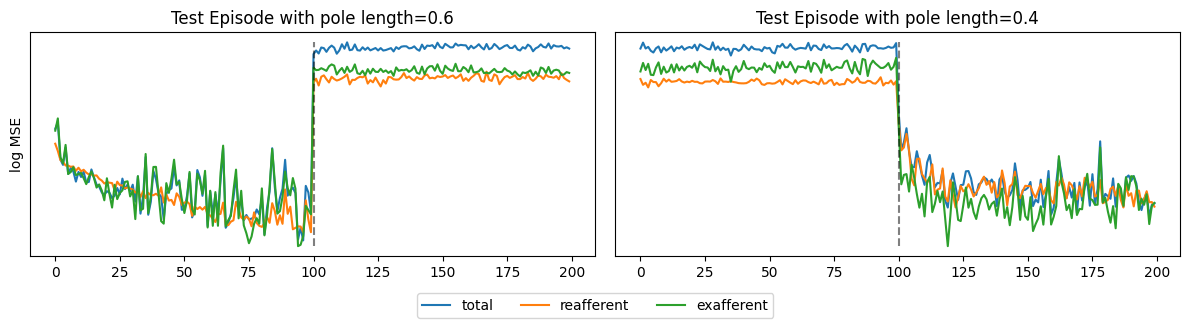 Test Episode with pole length=0.6
log MSE
0 25 50 75 100 125 150 175 200
Test Episode with pole length=0.4
0 25 50 75 100 125 150 175 200
total reafferent exafferent